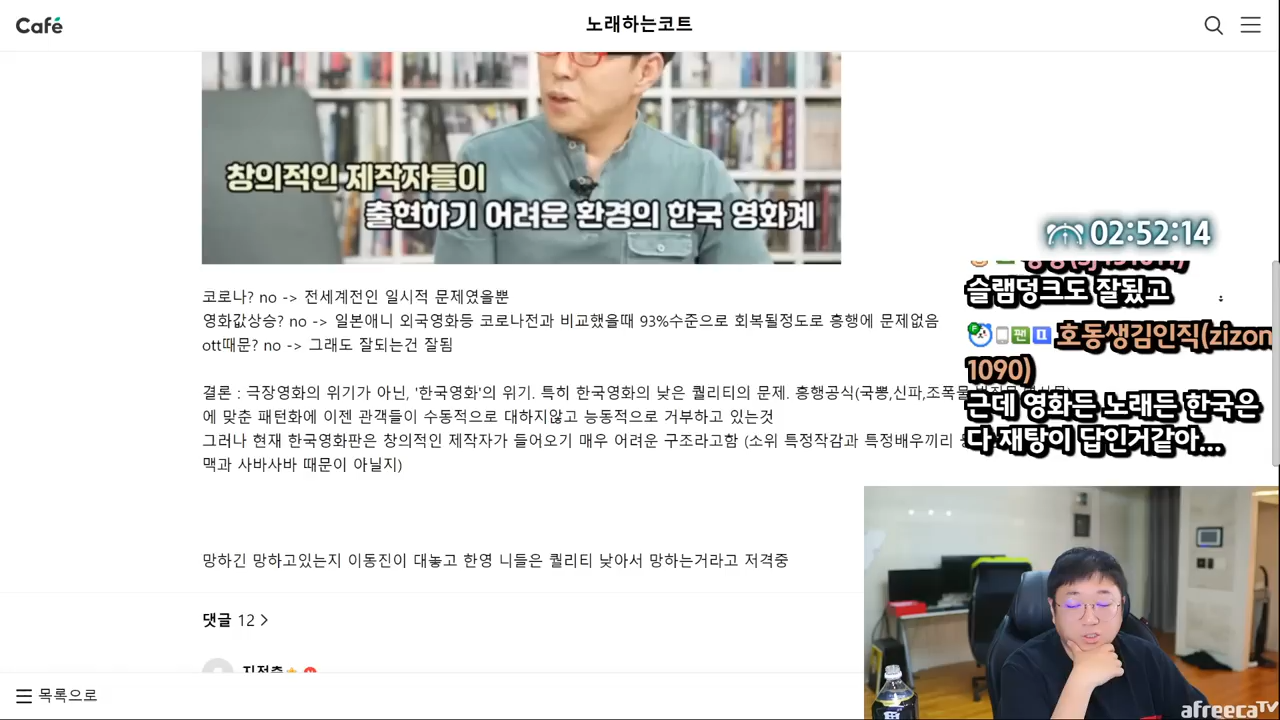 Café
노래하는코트
창의적인 제작자들이
출현하기 어려운 환경의 한국 영화계
02:52:14
슬램덩크도 잘됐고
호동생김인직(zizon
1090)
근데 영화든 노래든 한국은
다 재탕이 답인거같아...
코로나? no -> 전세계전인 일시적 문제였을뿐
영화값상승? no -> 일본애니 외국영화등 코로나전과 비교했을때 93%수준으로 회복될정도로 흥행에 문제없음
ott때문? no -> 그래도 잘되는건 잘됨
결론 : 극장영화의 위기가 아닌, '한국영화'의 위기. 특히 한국영화의 낮은 퀄리티의 문제. 흥행공식(국뽕,신파,조폭물
에 맞춘 패턴화에 이젠 관객들이 수동적으로 대하지않고 능동적으로 거부하고 있는것
그러나 현재 한국영화판은 창의적인 제작자가 들어오기 매우 어려운 구조라고함 (소위 특정작감과 특정배우끼리
맥과 사바사바 때문이 아닐지)
망하긴 망하고있는지 이동진이 대놓고 한영 니들은 퀄리티 낮아서 망하는거라고 저격중
댓글 12 >
목록으로
afreecaTV